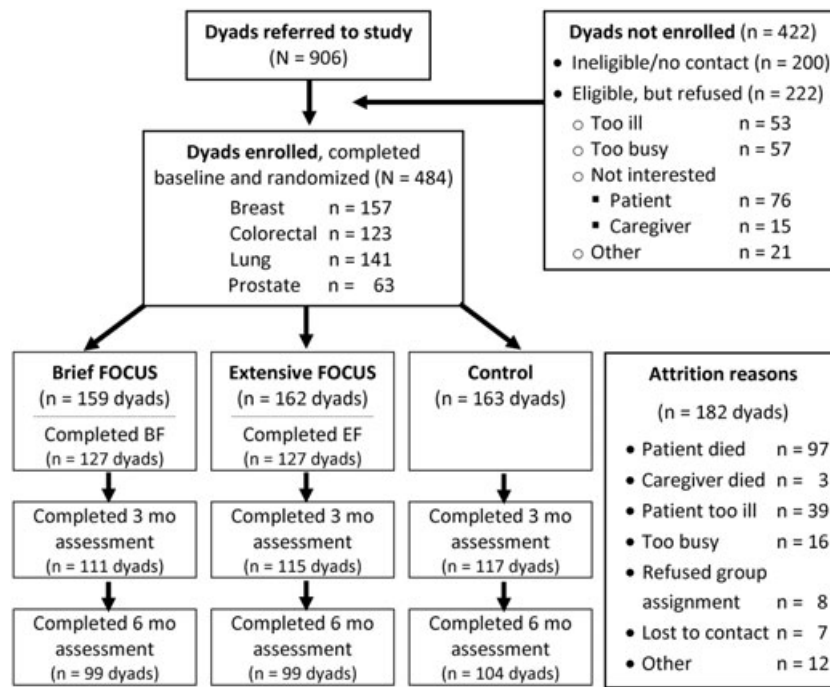 Dyads referred to study
(N = 906)
Dyads not enrolled (n = 422)
• Ineligible/no contact (n = 200)
• Eligible, but refused (n = 222)
○ Too ill n = 53
○ Too busy n = 57
○ Not interested
▪ Patient n = 76
▪ Caregiver n = 15
○ Other n = 21
Dyads enrolled, completed
baseline and randomized (N = 484)
Breast n = 157
Colorectal n = 123
Lung n = 141
Prostate n = 63
Brief FOCUS
(n = 159 dyads)
Completed BF
(n = 127 dyads)
Completed 3 mo
assessment
(n = 111 dyads)
Completed 6 mo
assessment
(n = 99 dyads)
Extensive FOCUS
(n = 162 dyads)
Completed EF
(n = 127 dyads)
Completed 3 mo
assessment
(n = 115 dyads)
Completed 6 mo
assessment
(n = 99 dyads)
Control
(n = 163 dyads)
Completed 3 mo
assessment
(n = 117 dyads)
Completed 6 mo
assessment
(n = 104 dyads)
Attrition reasons
(n = 182 dyads)
• Patient died n = 97
• Caregiver died n = 3
• Patient too ill n = 39
• Too busy n = 16
• Refused group
assignment n = 8
• Lost to contact n = 7
• Other n = 12